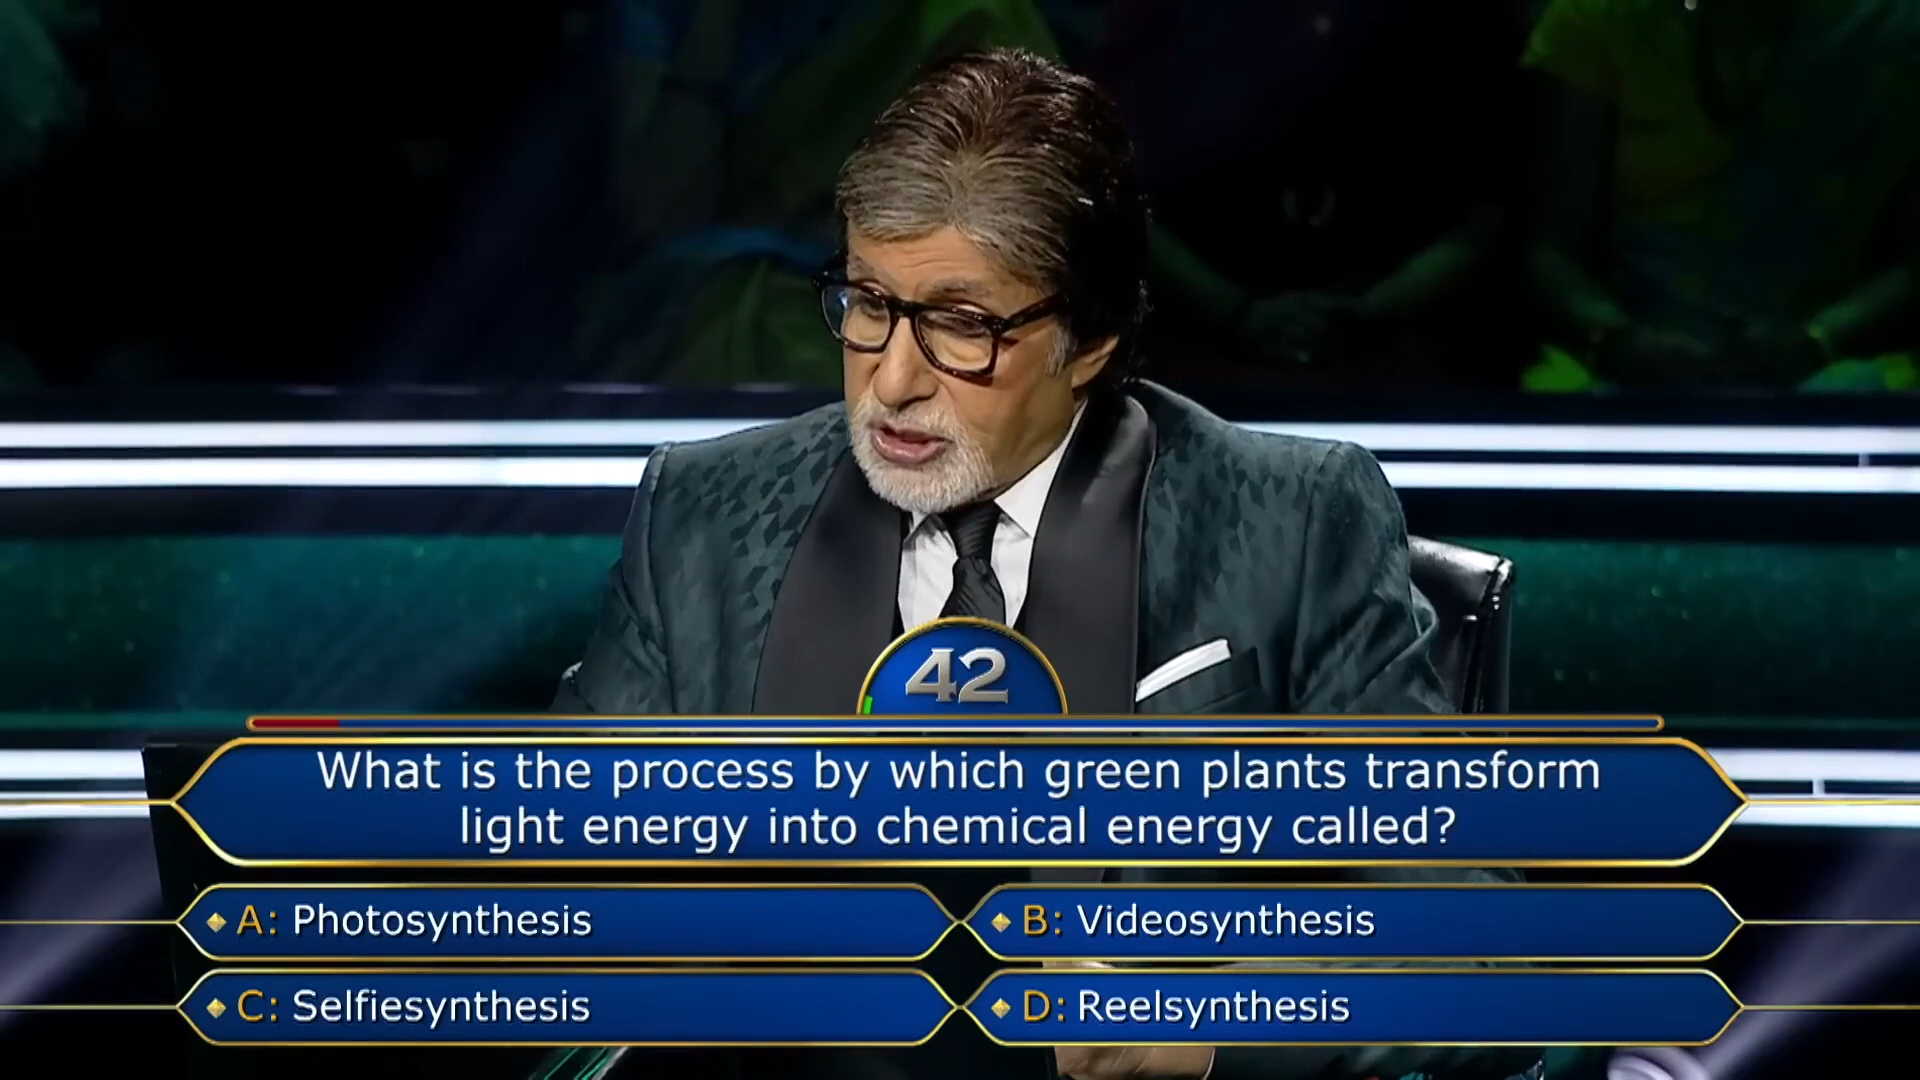 42
What is the process by which green plants transform
light energy into chemical energy called?
A: Photosynthesis
B: Videosynthesis
C: Selfiesynthesis
D: Reelsynthesis